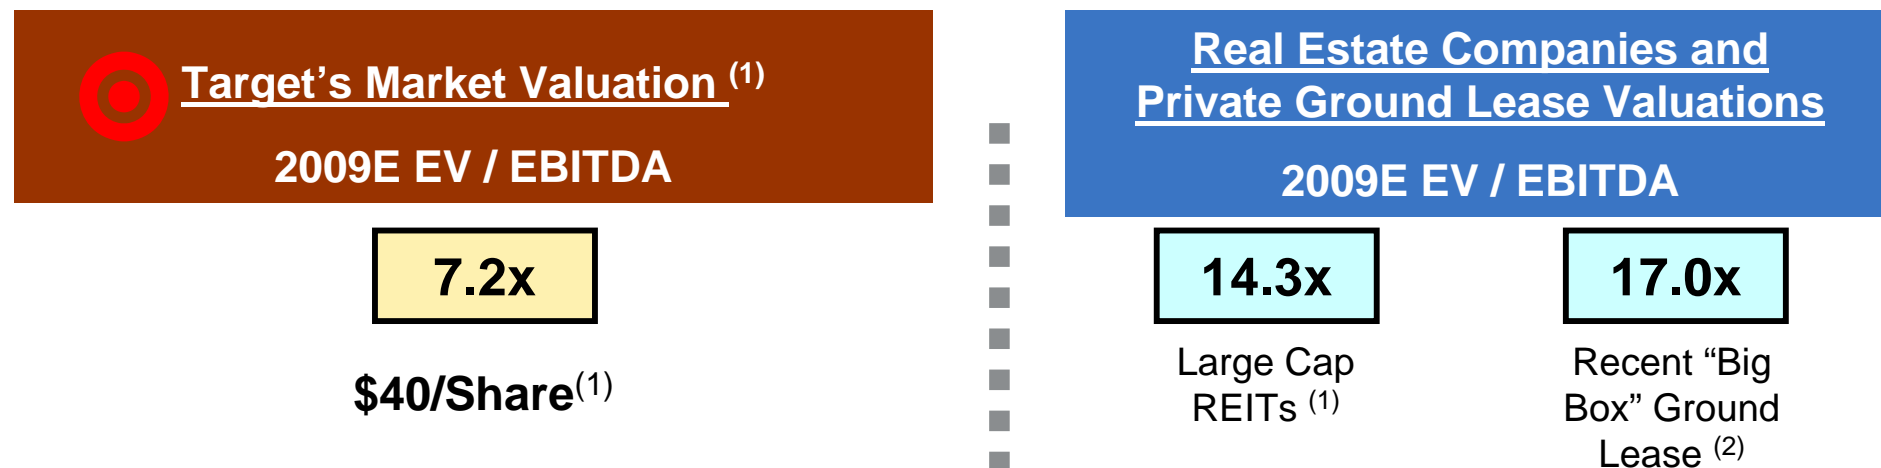 Target’s Market Valuation (1)
2009E EV / EBITDA
7.2x
$40/Share(1)
Real Estate Companies and
Private Ground Lease Valuations
2009E EV / EBITDA
14.3x
Large Cap
REITs (1)
17.0x
Recent “Big
Box” Ground
Lease (2)